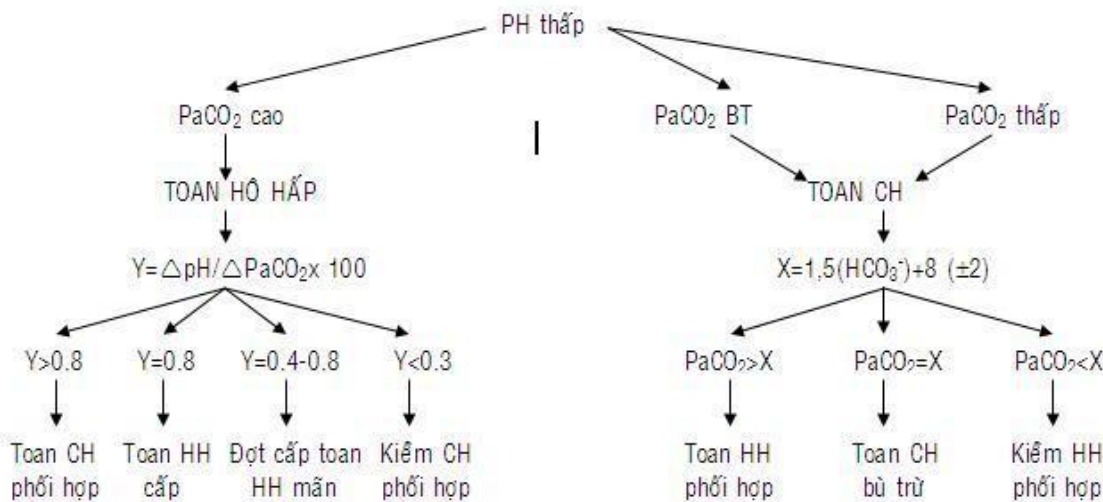 PH thấp
PaCO₂ cao
PaCO₂ BT
PaCO₂ thấp
TOAN HÔ HẤP
TOAN CH
Y=△pH/△PaCO₂x 100
X=1.5(HCO₃⁻)+8 (±2)
Y>0.8
Y=0.8
Y=0.4-0.8
Y<0.3
PaCO₂>X
PaCO₂=X
PaCO₂<X
Toan CH
phối hợp
Toan HH
cấp
Đợt cấp toan
HH mãn
Kiềm CH
phối hợp
Toan HH
phối hợp
Toan CH
bù trừ
Kiềm HH
phối hợp